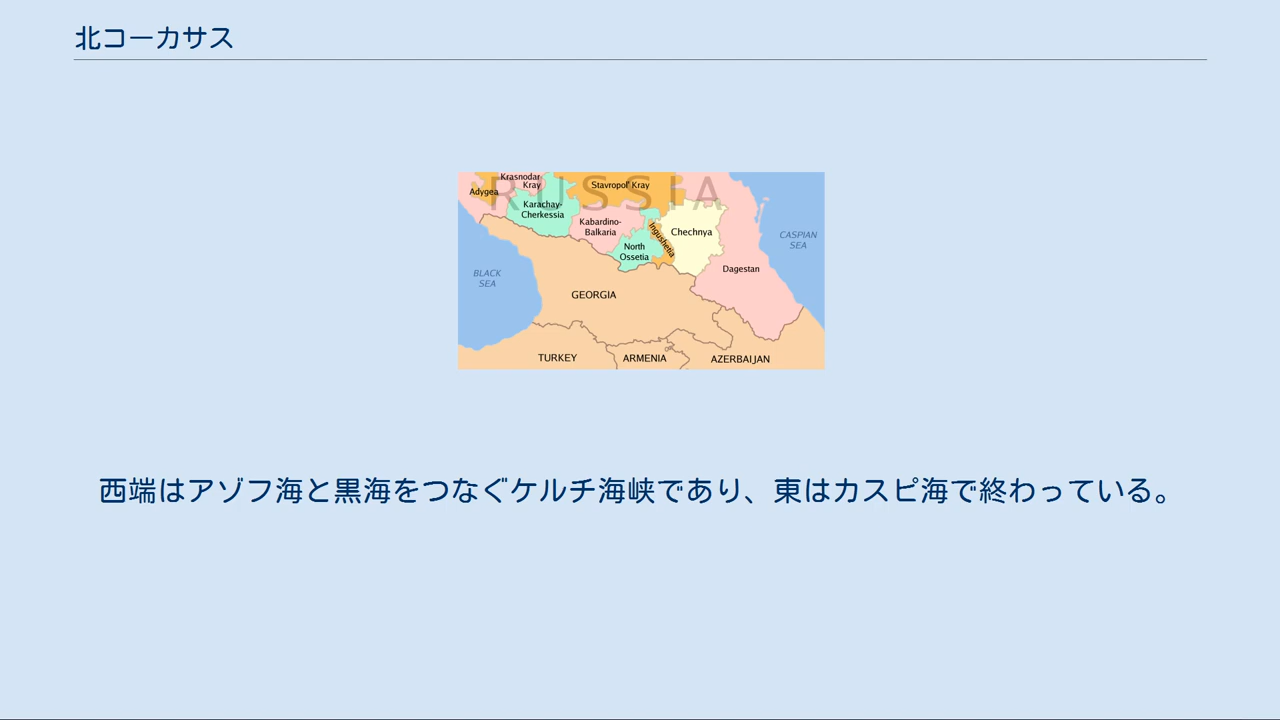 北コーカサス
RUSSIA
Krasnodar
Kray
Adygea
Stavropol' Kray
Karachay-
Cherkessia
Kabardino-
Balkaria
Ingushetia
Chechnya
CASPIAN
SEA
North
Ossetia
Dagestan
BLACK
SEA
GEORGIA
TURKEY
ARMENIA
AZERBAIJAN
西端はアゾフ海と黒海をつなぐケルチ海峡であり、東はカスピ海で終わっている。